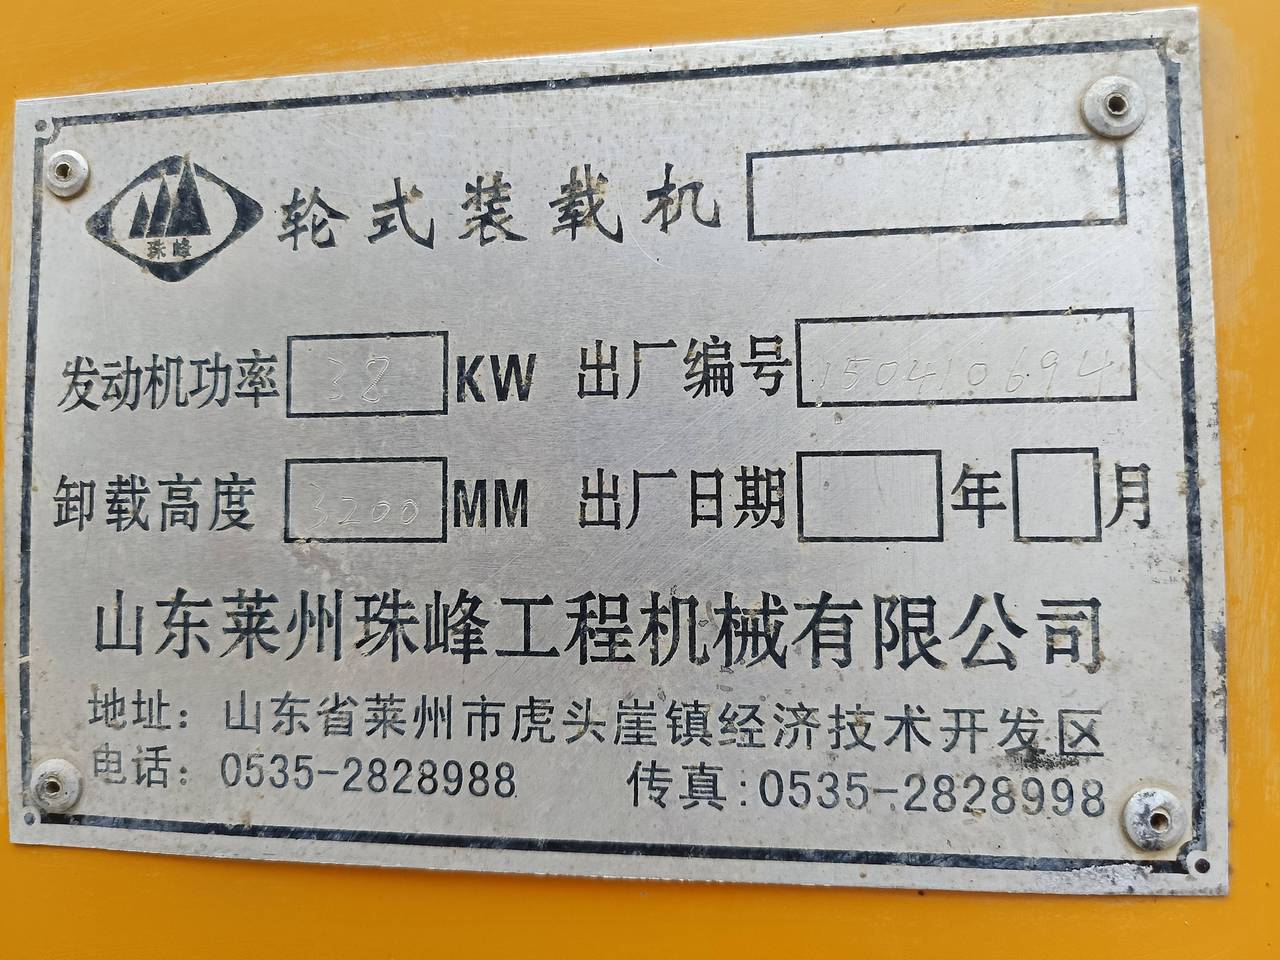 珠峰
轮式装载机
发动机功率 38 KW 出厂编号 150410694
卸载高度 3200 MM 出厂日期 年 月
山东莱州珠峰工程机械有限公司
地址：山东省莱州市虎头崖镇经济技术开发区
电话：0535-2828988 传真：0535-2828998